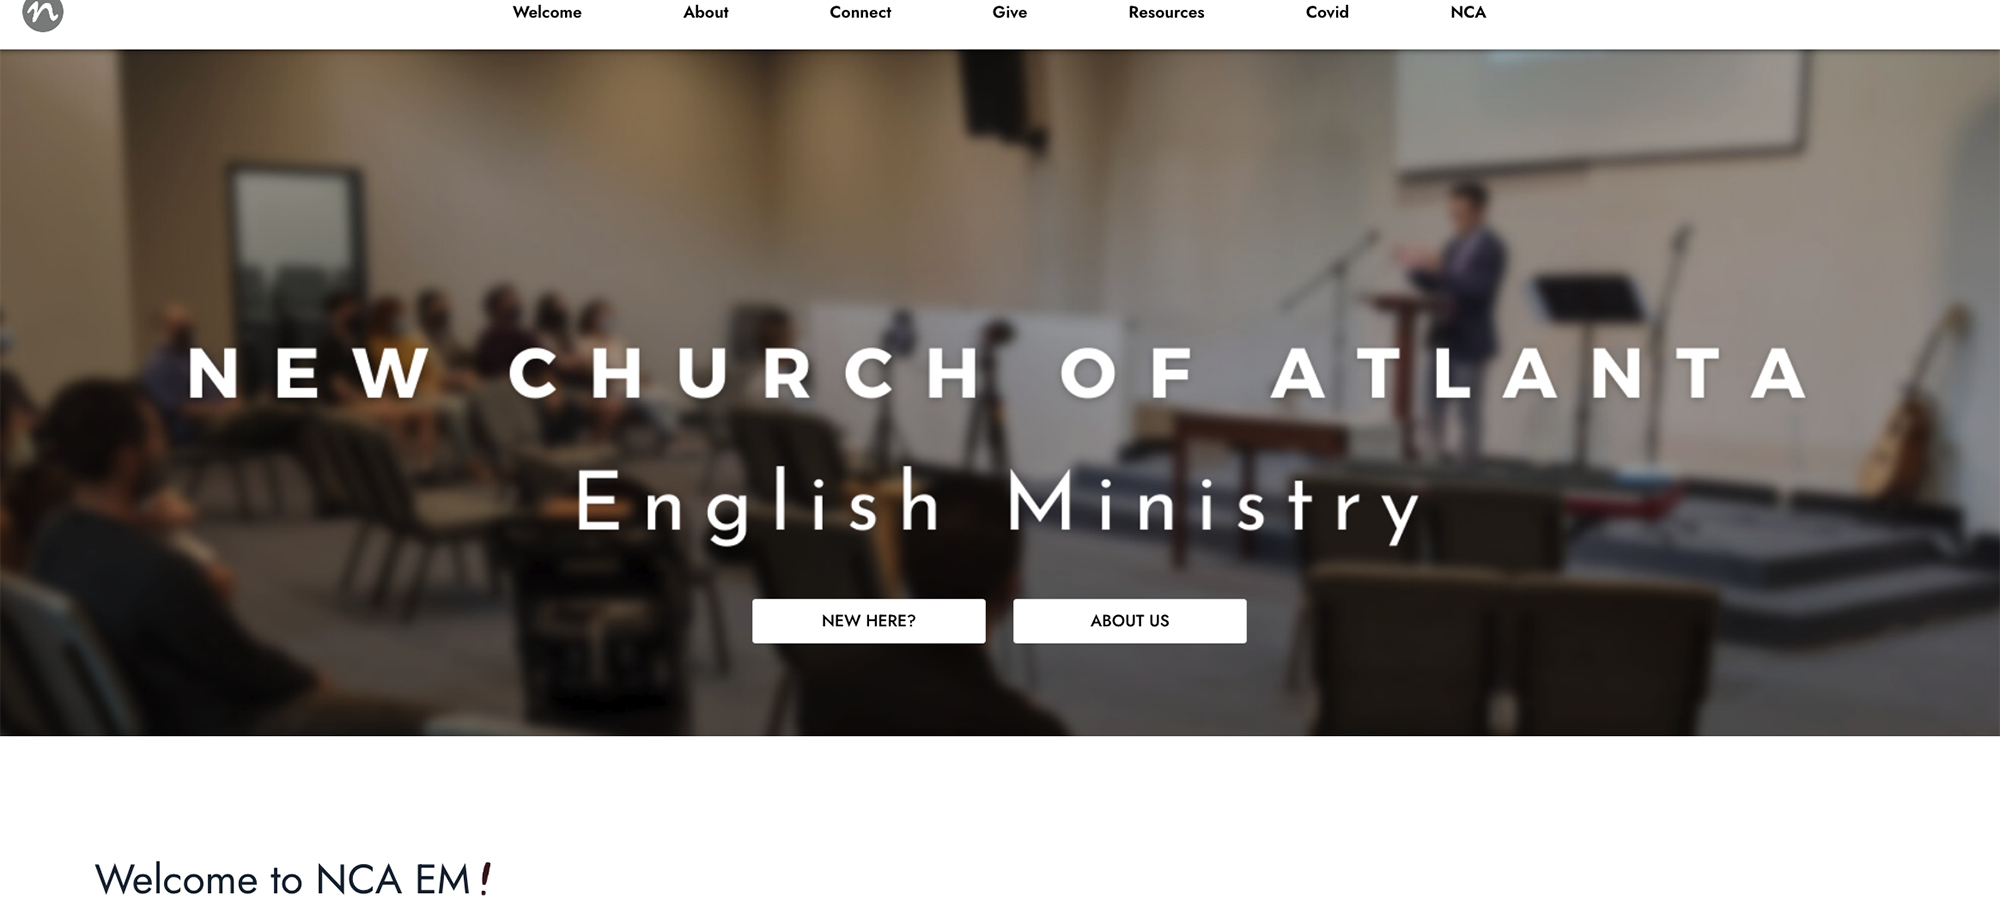 n
Welcome About Connect Give Resources Covid NCA
NEW CHURCH OF ATLANTA
English Ministry
NEW HERE? ABOUT US
Welcome to NCA EM!